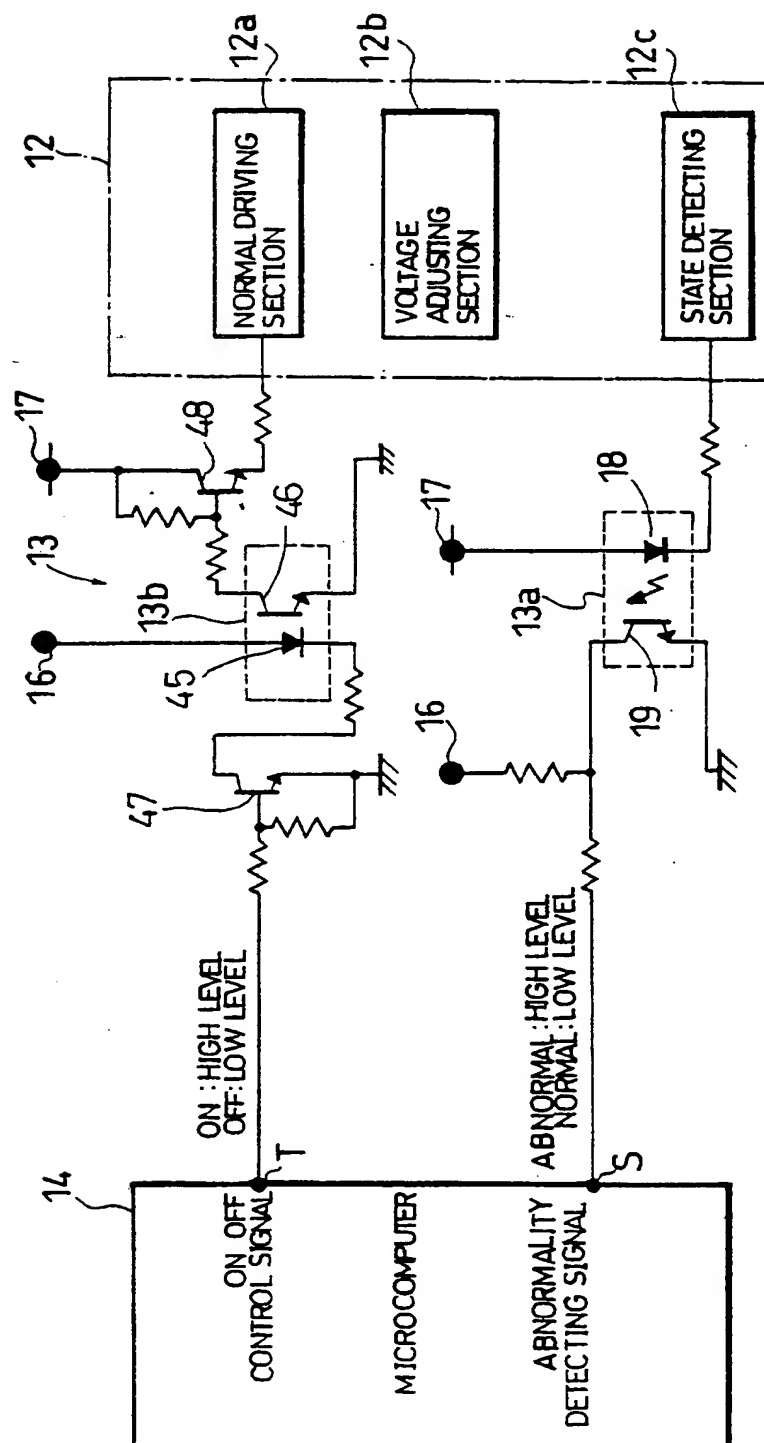 14
ON OFF
CONTROL SIGNAL
T
ON : HIGH LEVEL
OFF : LOW LEVEL
MICROCOMPUTER
ABNORMALITY
DETECTING SIGNAL
S
ABNORMAL : HIGH LEVEL
NORMAL : LOW LEVEL
47
16
45
13
13b
46
17
48
16
19
13a
17
18
12
12a
NORMAL DRIVING
SECTION
12b
VOLTAGE
ADJUSTING
SECTION
12c
STATE DETECTING
SECTION